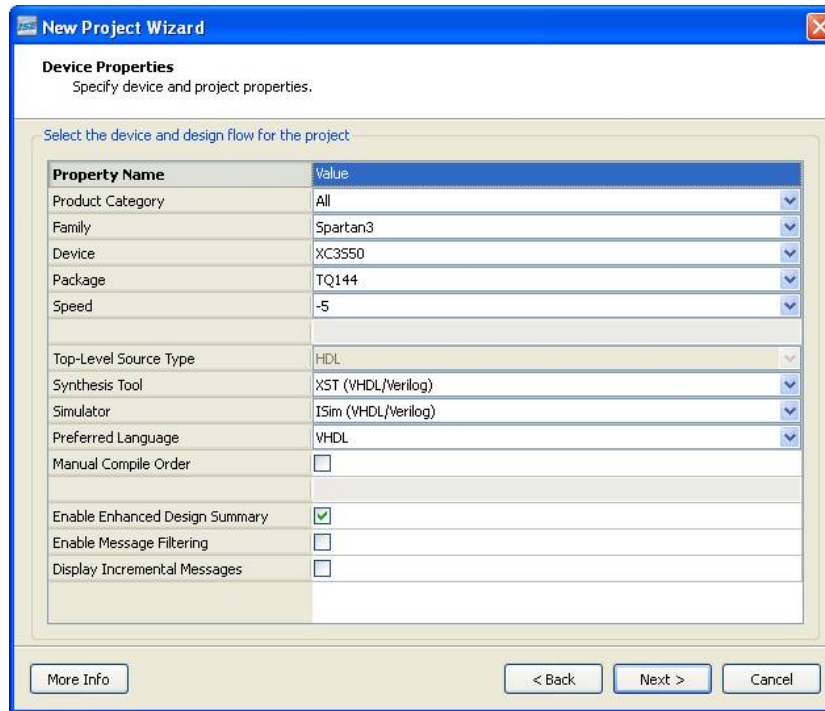 ISE New Project Wizard
Device Properties
Specify device and project properties.
Select the device and design flow for the project
Property Name Value
Product Category All
Family Spartan3
Device XC3S50
Package TQ144
Speed -5
Top-Level Source Type HDL
Synthesis Tool XST (VHDL/Verilog)
Simulator ISim (VHDL/Verilog)
Preferred Language VHDL
Manual Compile Order
Enable Enhanced Design Summary
Enable Message Filtering
Display Incremental Messages
More Info < Back Next > Cancel